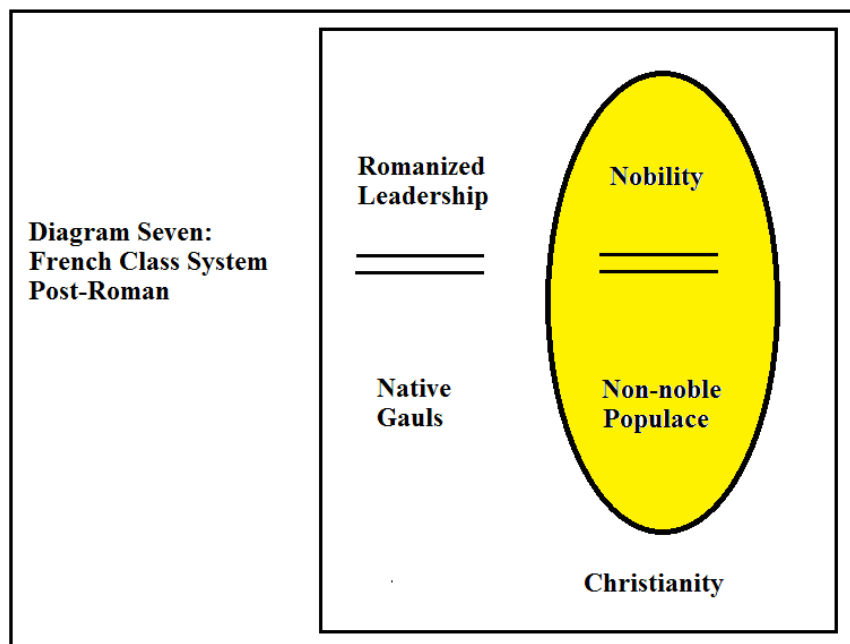 Diagram Seven:
French Class System
Post-Roman
Romanized
Leadership
Native
Gauls
Nobility
Non-noble
Populace
Christianity